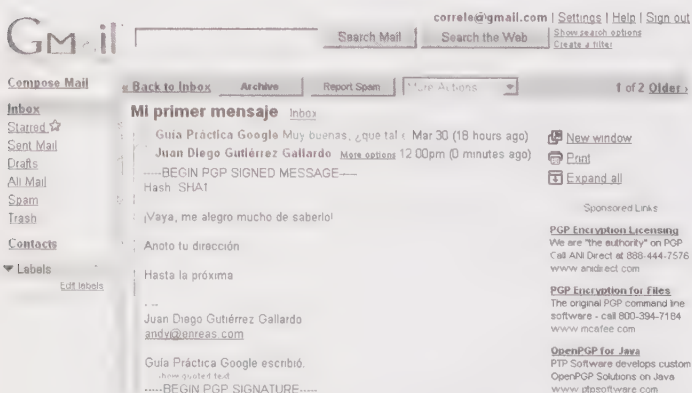 correle@gmail.com | Settings | Help | Sign out
Gmail
Search Mail
Search the Web
Show search options
Create a filter
Compose Mail
Inbox
Starred
Sent Mail
Drafts
All Mail
Spam
Trash
Contacts
Labels
Edit labels
« Back to Inbox
Archive
Report Spam
More Actions
1 of 2 Older ›
Mi primer mensaje Inbox
Guía Práctica Google Muy buenas, ¿que tal Mar 30 (18 hours ago)
Juan Diego Gutiérrez Gallardo More options 12:00pm (0 minutes ago)
-----BEGIN PGP SIGNED MESSAGE-----
Hash: SHA1
¡Vaya, me alegro mucho de saberlo!
Anoto tu dirección
Hasta la próxima
Juan Diego Gutiérrez Gallardo
andyi@enreas.com
Guía Práctica Google escribió.
- show quoted text
-----BEGIN PGP SIGNATURE-----
New window
Print
Expand all
Sponsored Links
PGP Encryption Licensing
We are "the authority" on PGP
Call ANI Direct at 888-444-7576
www anidirect com
PGP Encryption for Files
The original PGP command line
software - call 800-394-7184
www mcafee com
OpenPGP for Java
PTP Software develops custom
OpenPGP Solutions on Java
www ptpsoftware com